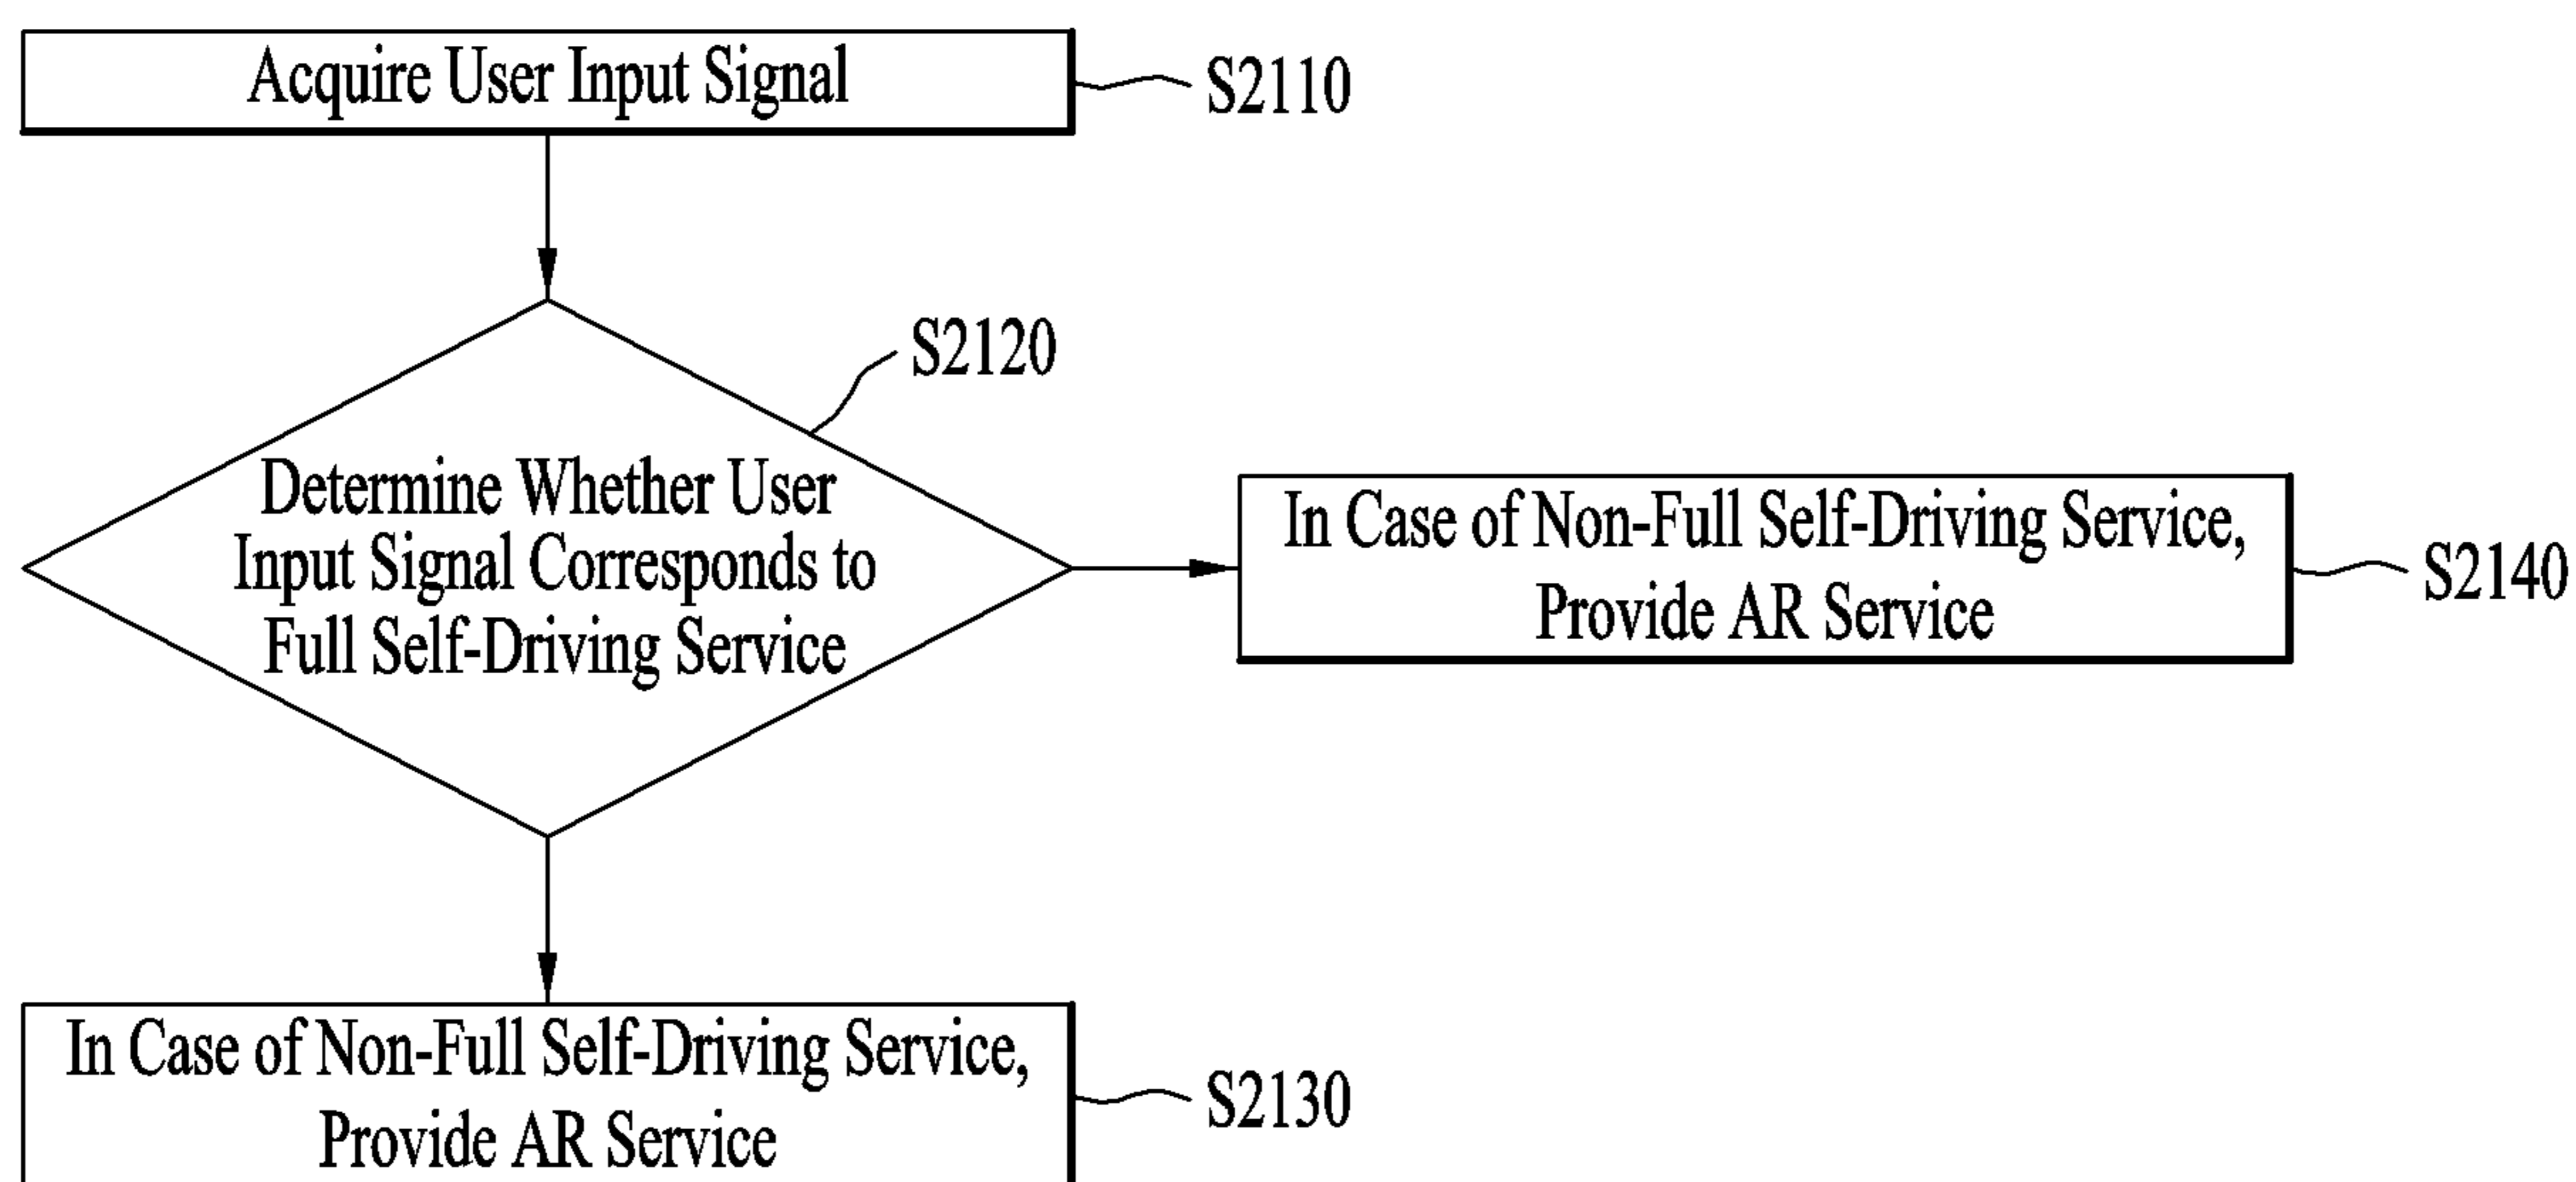 Acquire User Input Signal
S2110
S2120
Determine Whether User
Input Signal Corresponds to
Full Self-Driving Service
In Case of Non-Full Self-Driving Service,
Provide AR Service
S2140
In Case of Non-Full Self-Driving Service,
Provide AR Service
S2130